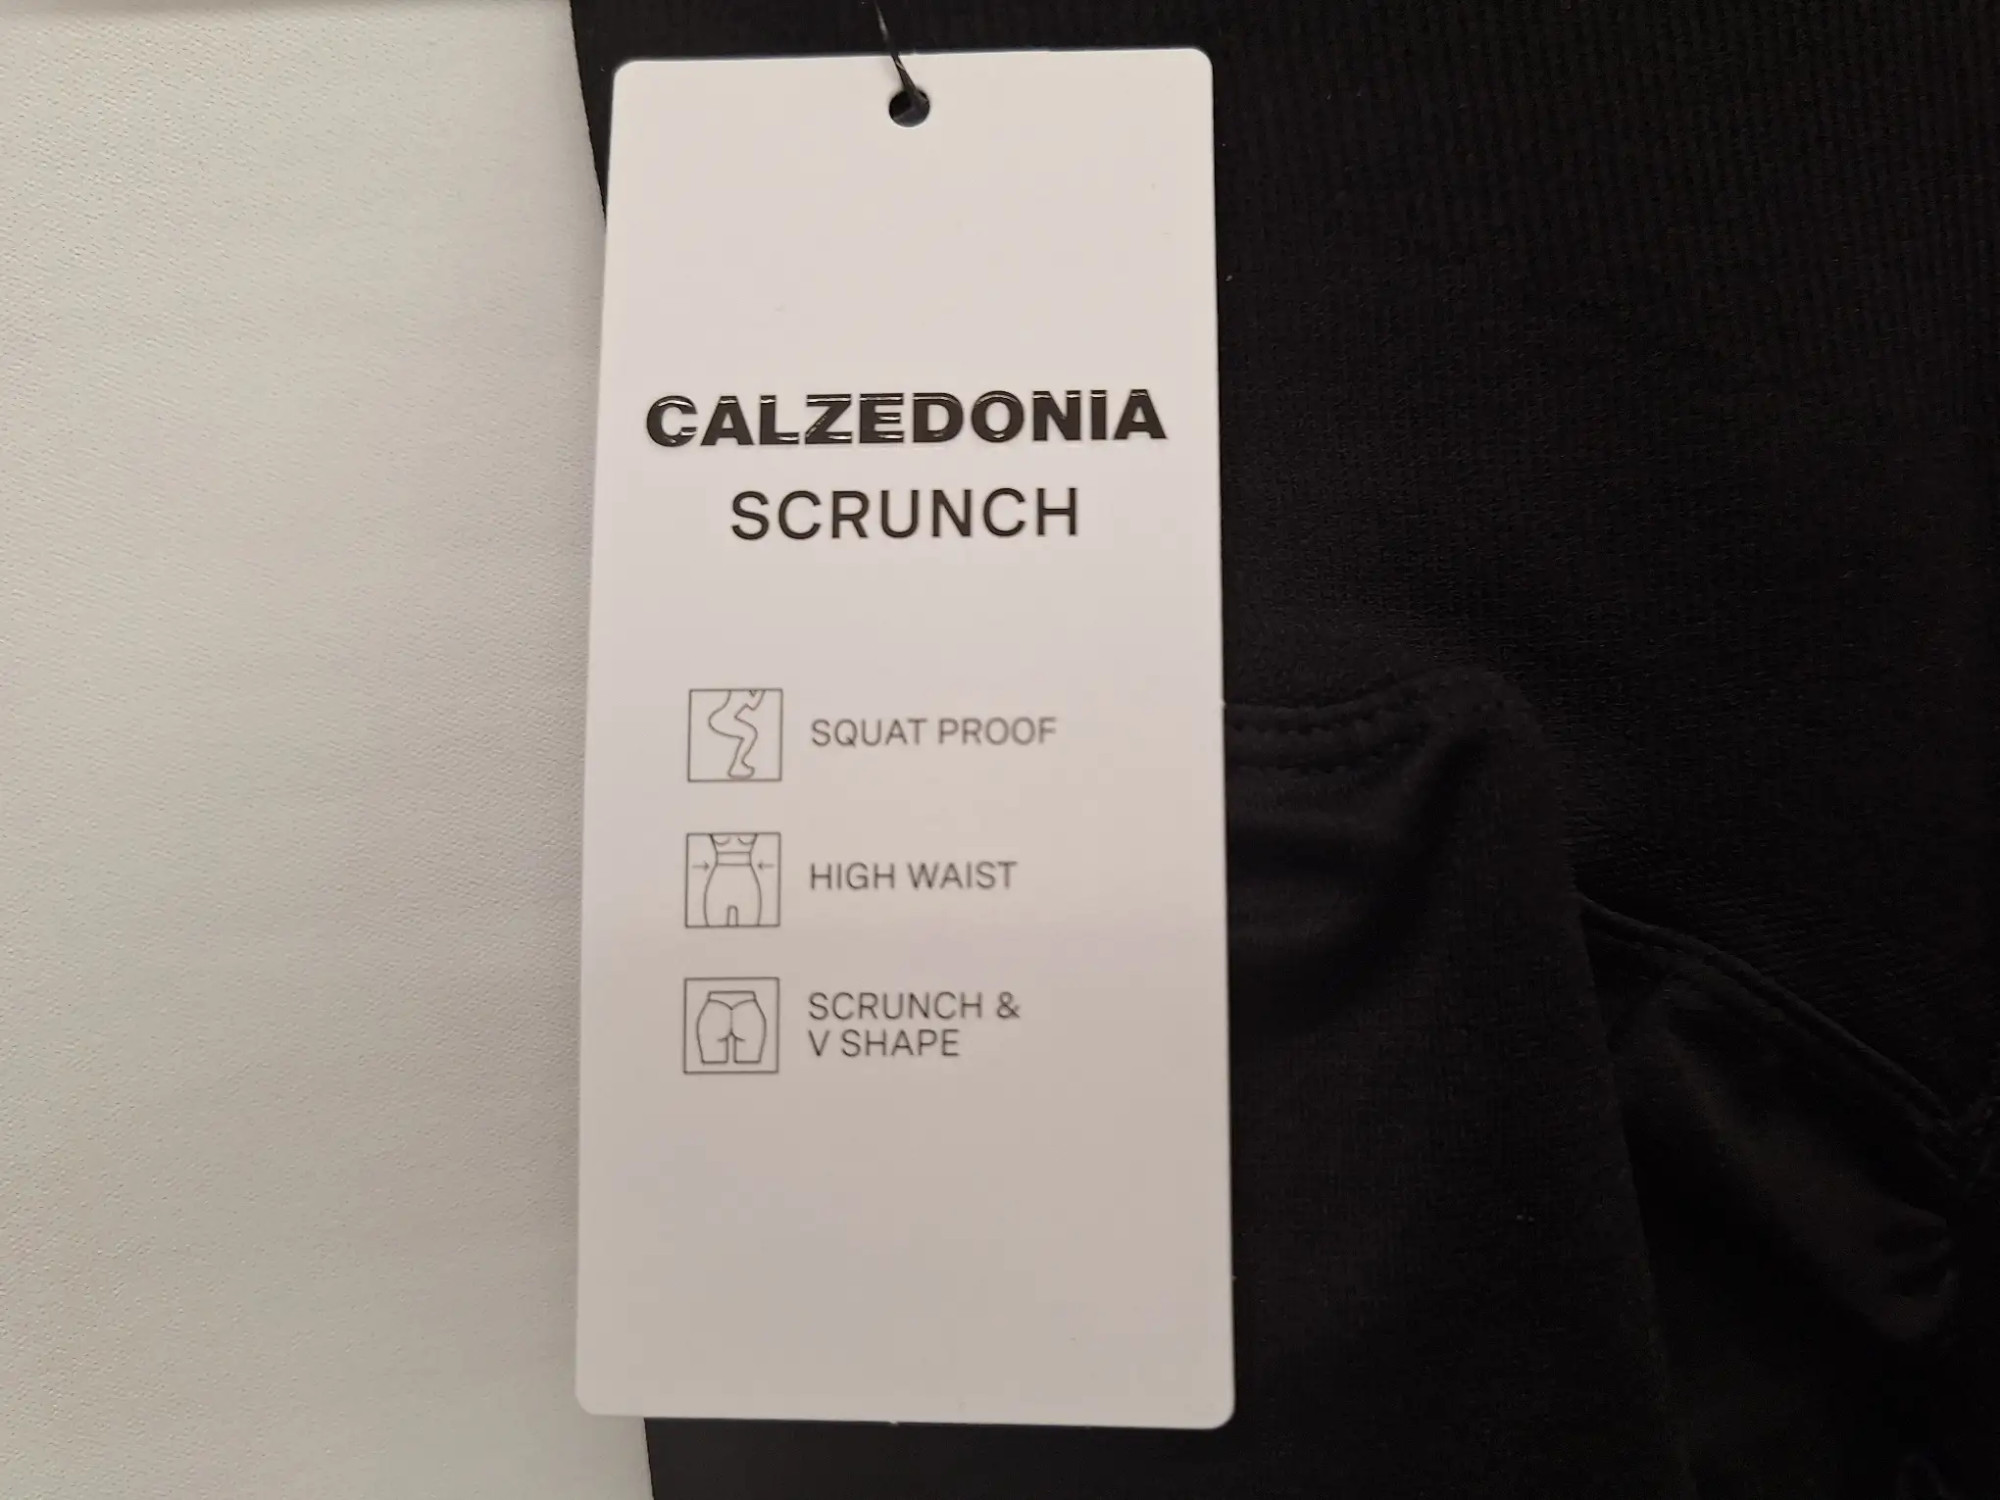 CALZEDONIA
SCRUNCH
SQUAT PROOF
HIGH WAIST
SCRUNCH &
V SHAPE